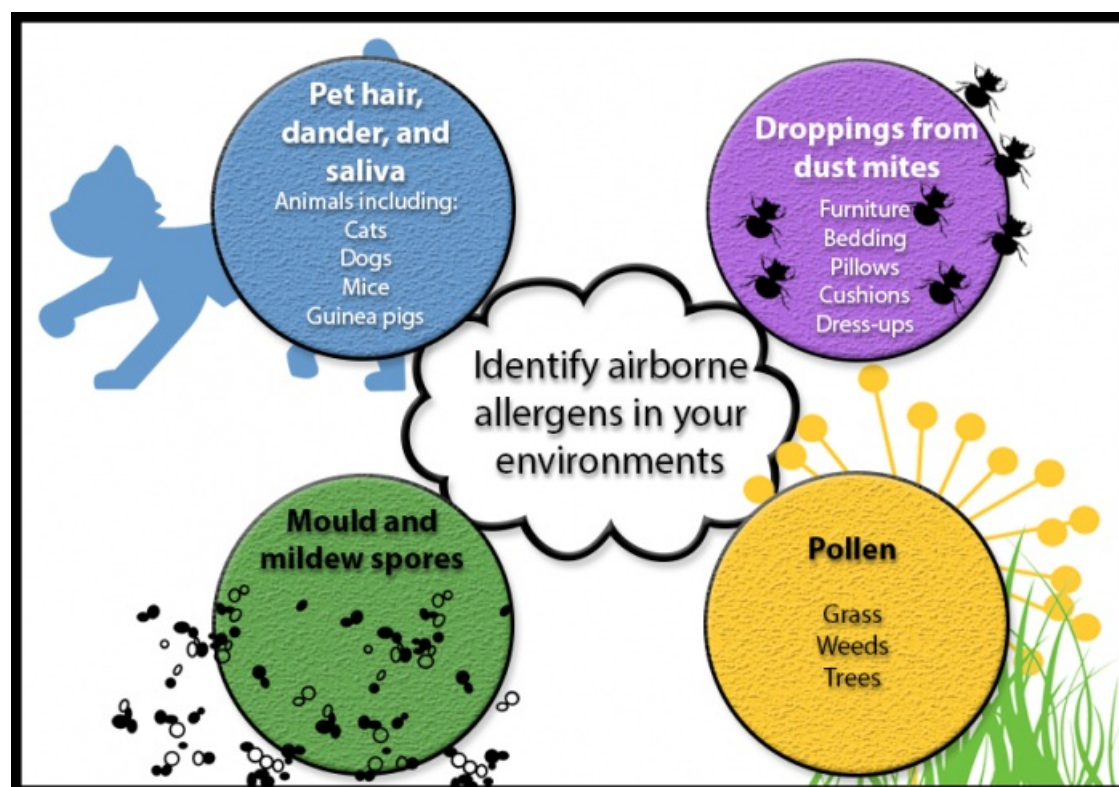 Pet hair,
dander, and
saliva
Animals including:
Cats
Dogs
Mice
Guinea pigs
Droppings from
dust mites
Furniture
Bedding
Pillows
Cushions
Dress-ups
Identify airborne
allergens in your
environments
Mould and
mildew spores
Pollen
Grass
Weeds
Trees